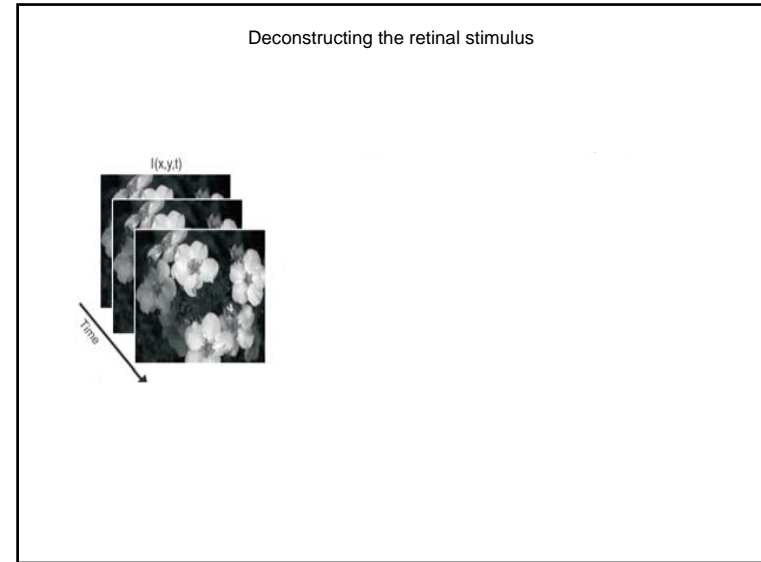 Deconstructing the retinal stimulus
I(x,y,t)
Time